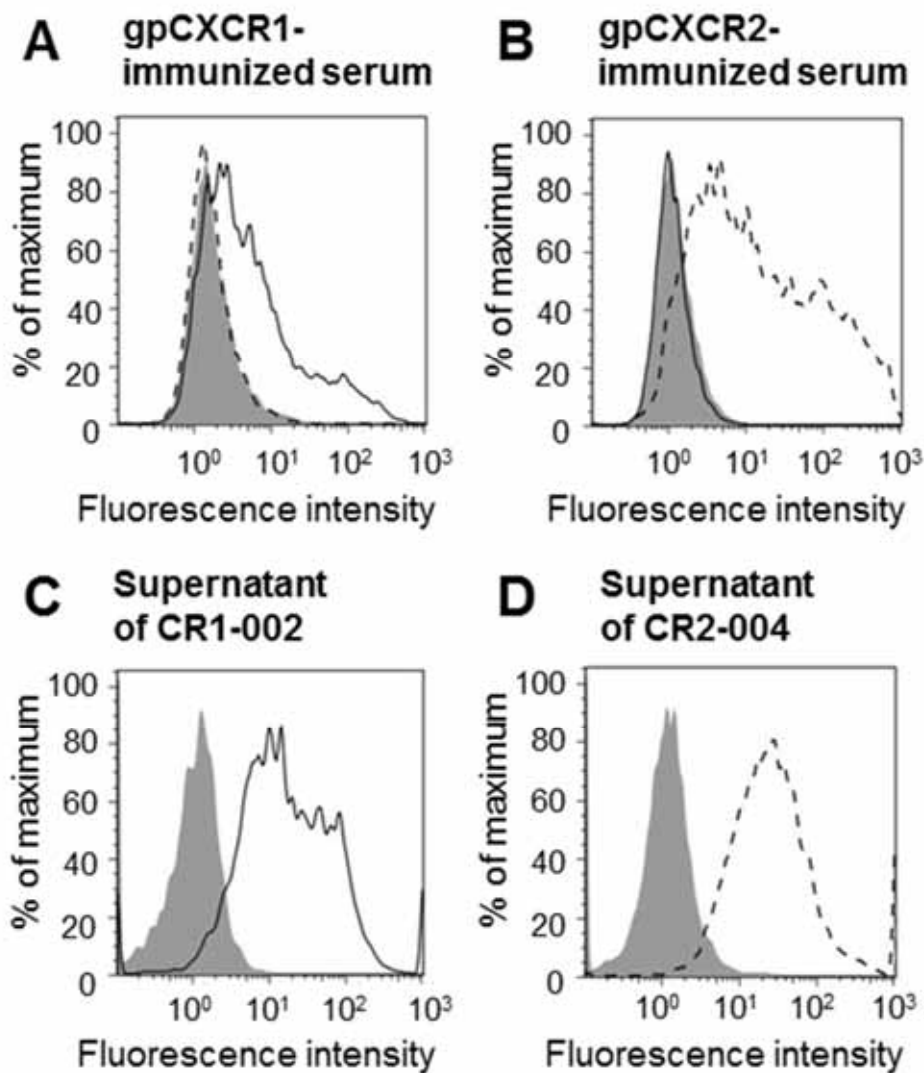 A gpCXCR1-
immunized serum
% of maximum
100
80
60
40
20
0
10⁰ 10¹ 10² 10³
Fluorescence intensity
B gpCXCR2-
immunized serum
% of maximum
100
80
60
40
20
0
10⁰ 10¹ 10² 10³
Fluorescence intensity
C Supernatant
of CR1-002
% of maximum
100
80
60
40
20
0
10⁰ 10¹ 10² 10³
Fluorescence intensity
D Supernatant
of CR2-004
% of maximum
100
80
60
40
20
0
10⁰ 10¹ 10² 10³
Fluorescence intensity